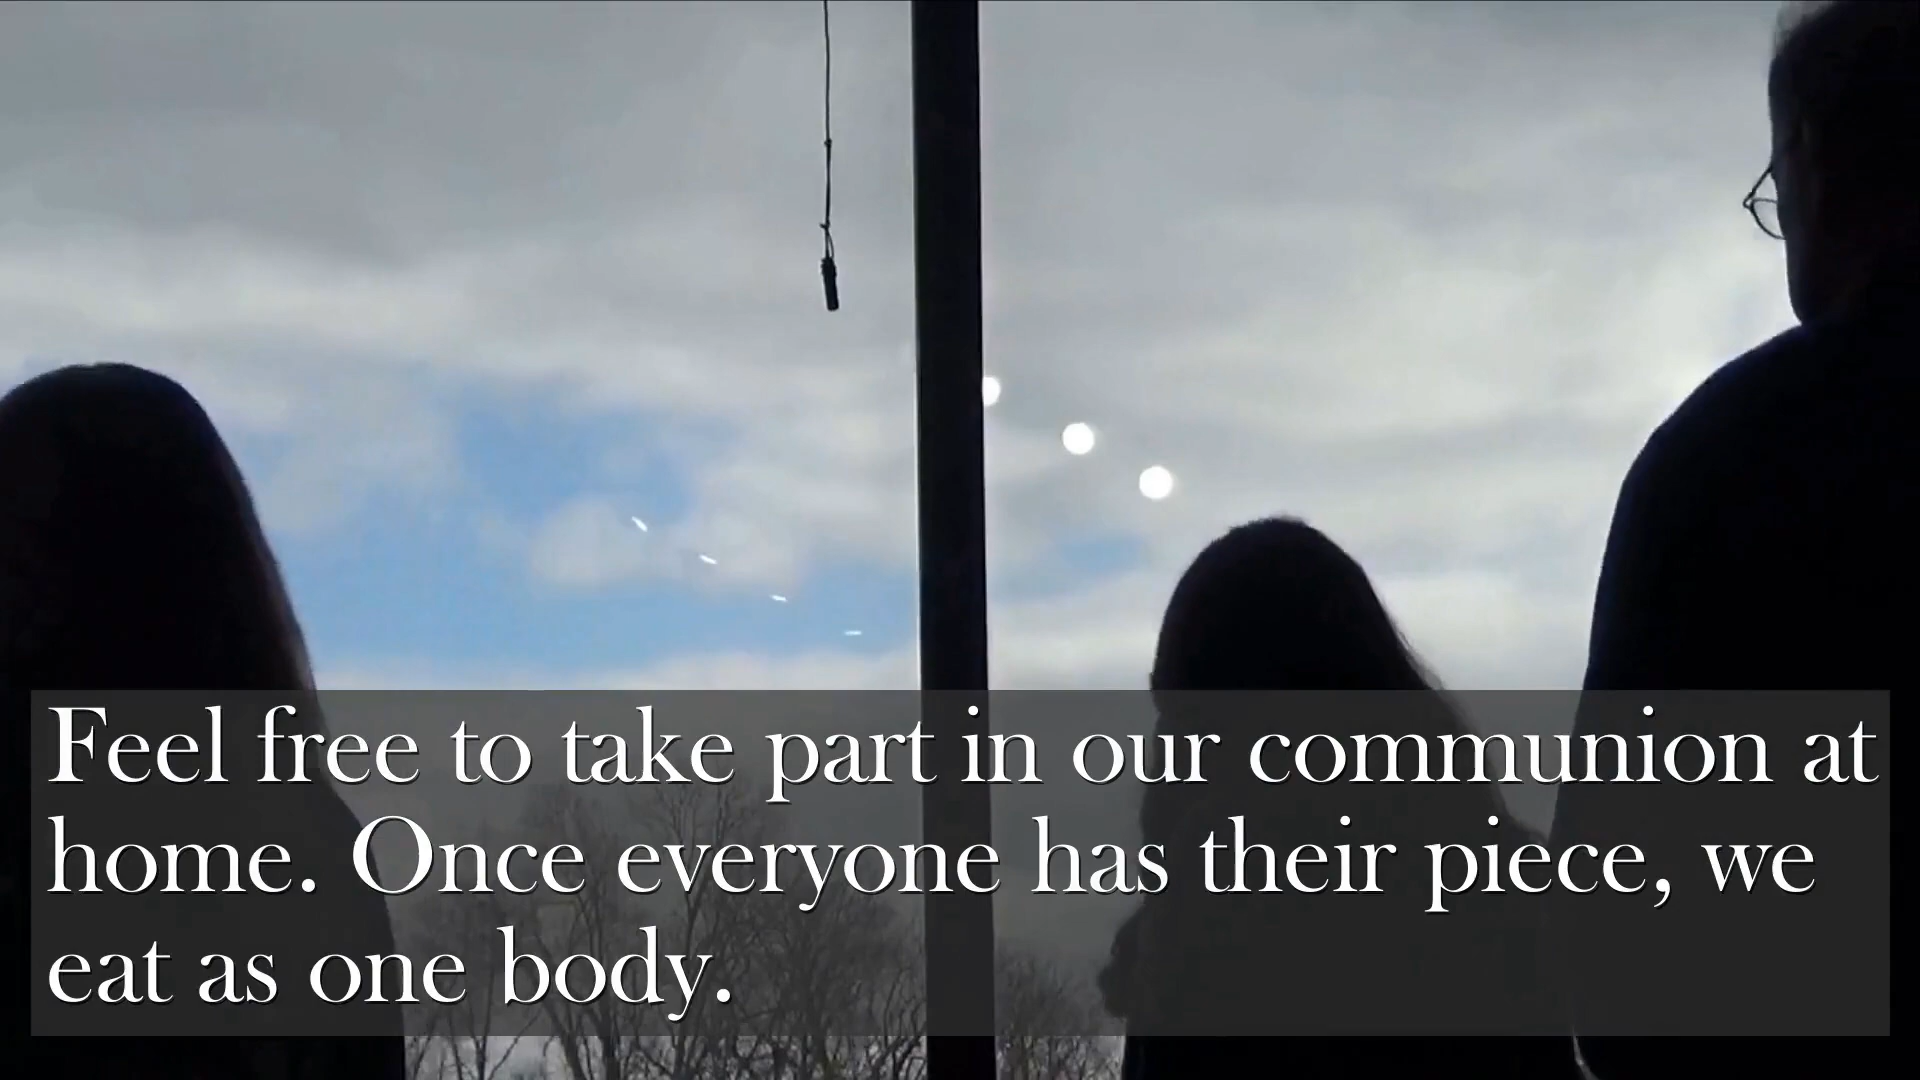 Feel free to take part in our communion at
home. Once everyone has their piece, we
eat as one body.